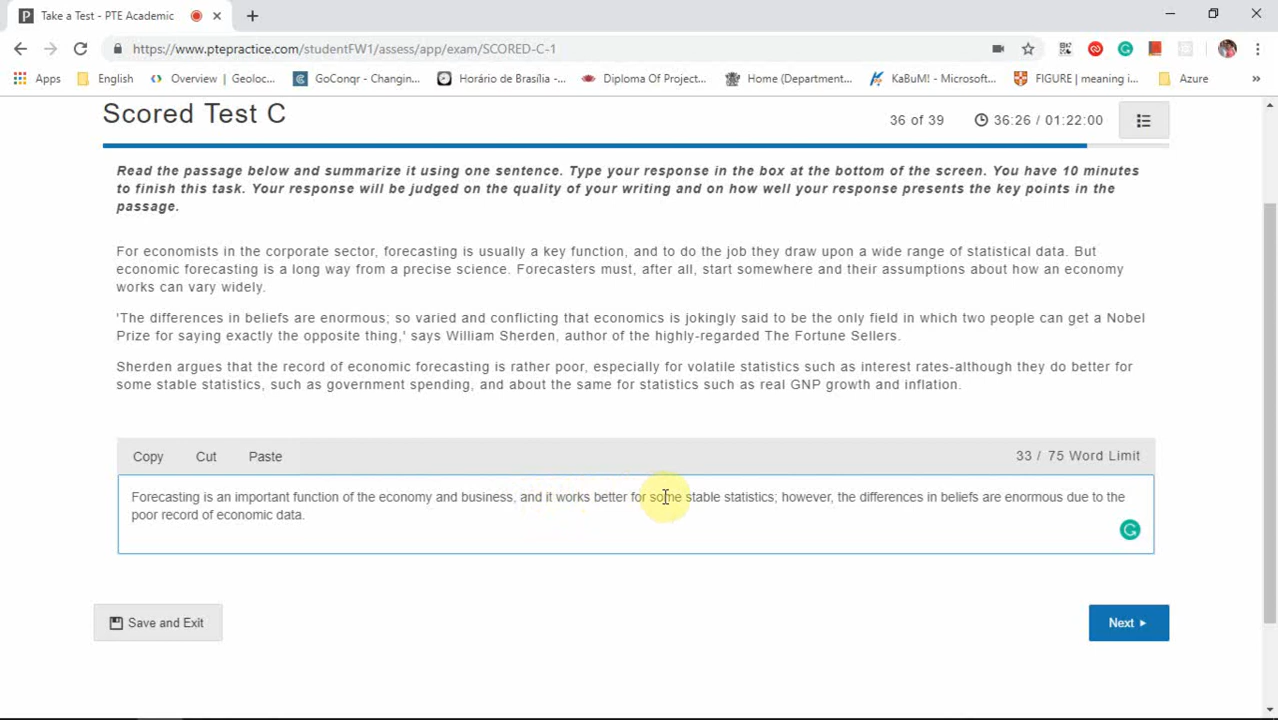 Take a Test - PTE Academic
https://www.ptepractice.com/studentFW1/assess/app/exam/SCORED-C-1
Apps English Overview | Geoloc... GoConqr - Changin... Horário de Brasília -... Diploma Of Project... Home (Department... KaBuM! - Microsoft... FIGURE | meaning i... Azure »
Scored Test C
36 of 39 36:26 / 01:22:00
Read the passage below and summarize it using one sentence. Type your response in the box at the bottom of the screen. You have 10 minutes
to finish this task. Your response will be judged on the quality of your writing and on how well your response presents the key points in the
passage.
For economists in the corporate sector, forecasting is usually a key function, and to do the job they draw upon a wide range of statistical data. But
economic forecasting is a long way from a precise science. Forecasters must, after all, start somewhere and their assumptions about how an economy
works can vary widely.
'The differences in beliefs are enormous; so varied and conflicting that economics is jokingly said to be the only field in which two people can get a Nobel
Prize for saying exactly the opposite thing,' says William Sherden, author of the highly-regarded The Fortune Sellers.
Sherden argues that the record of economic forecasting is rather poor, especially for volatile statistics such as interest rates-although they do better for
some stable statistics, such as government spending, and about the same for statistics such as real GNP growth and inflation.
Copy Cut Paste 33 / 75 Word Limit
Forecasting is an important function of the economy and business, and it works better for some stable statistics; however, the differences in beliefs are enormous due to the
poor record of economic data.
Save and Exit Next